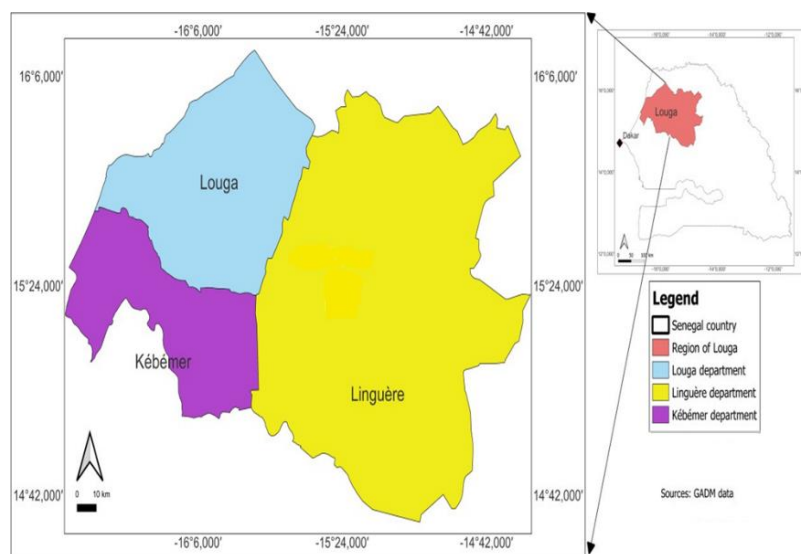 -16°6,000' -15°24,000' -14°42,000'
16°6,000' 16°6,000'
Louga
15°24,000' 15°24,000'
Kébémer
Linguère
0 10 km
14°42,000' 14°42,000'
-16°6,000' -15°24,000' -14°42,000'
Louga
Dakar
Legend
Senegal country
Region of Louga
Louga department
Linguère department
Kébémer department
Sources: GADM data